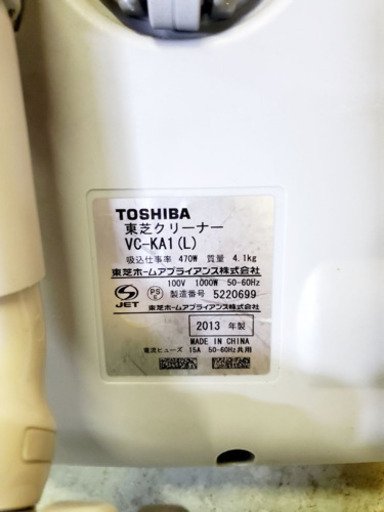 TOSHIBA
東芝クリーナー
VC-KA1(L)
吸込仕事率 470W 質量 4.1kg
東芝ホームアプライアンス株式会社
100V 1000W 50-60Hz
PS
E
製造番号 5220699
JET
東芝ホームアプライアンス株式会社
2013 年製
MADE IN CHINA
電流ヒューズ 15A 50-60Hz共用